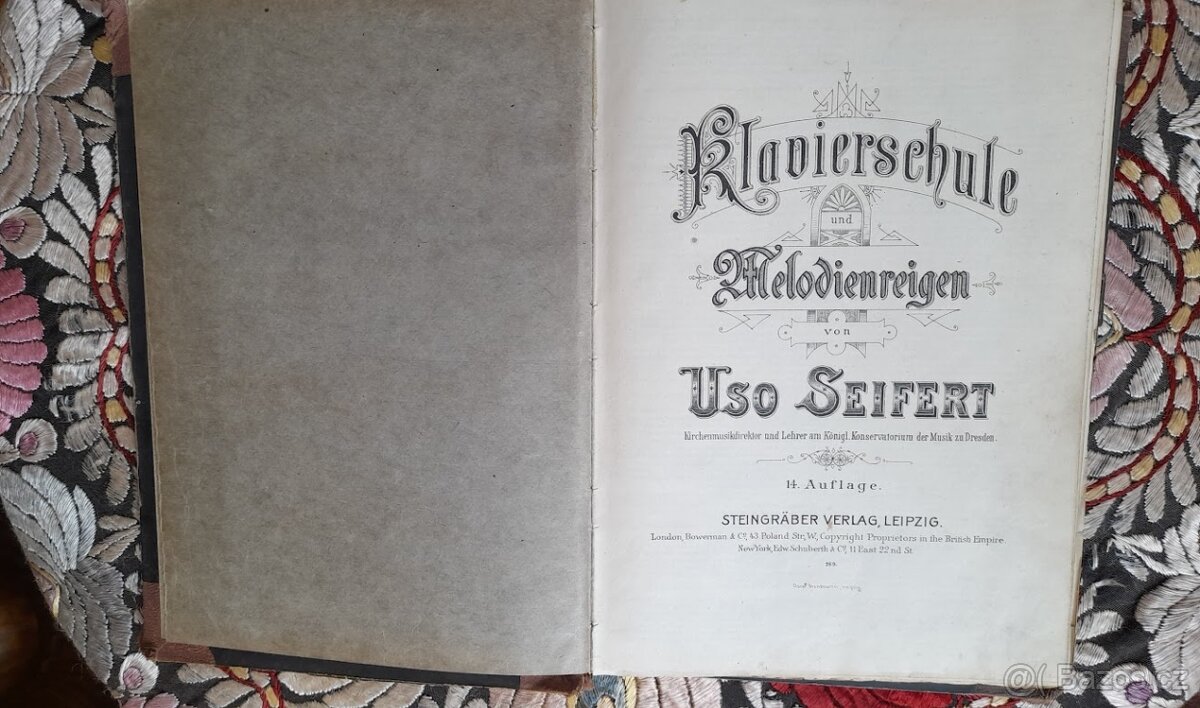 Klavierschule
und
Melodienreigen
von
USO SEIFERT
Kirchenmusikdirektor und Lehrer am Königl. Konservatorium der Musik zu Dresden.
14. Auflage.
STEINGRÄBER VERLAG, LEIPZIG.
London, Bowerman & Co, 43 Poland Str., W., Copyright Proprietors in the British Empire
New York, Edw. Schuberth & Co, 11 East 22nd St.
Bazos.cz